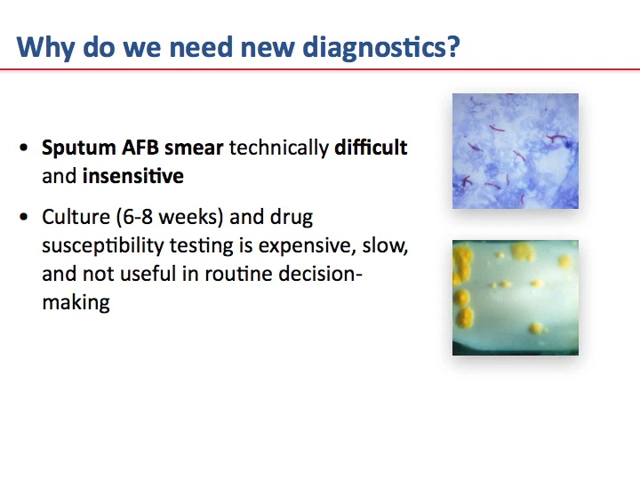 Why do we need new diagnostics?
• Sputum AFB smear technically difficult
and insensitive
• Culture (6-8 weeks) and drug
susceptibility testing is expensive, slow,
and not useful in routine decision-
making